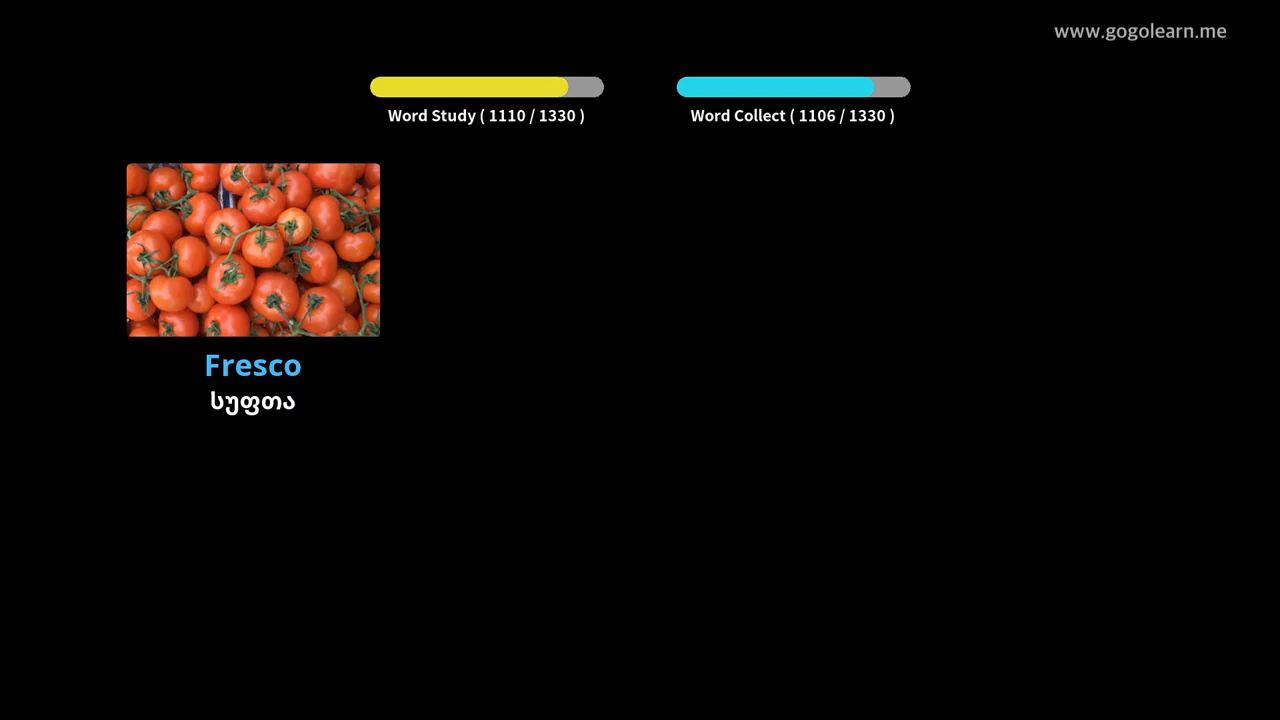 www.gogolearn.me
Word Study ( 1110 / 1330 )
Word Collect ( 1106 / 1330 )
Fresco
სუფთა